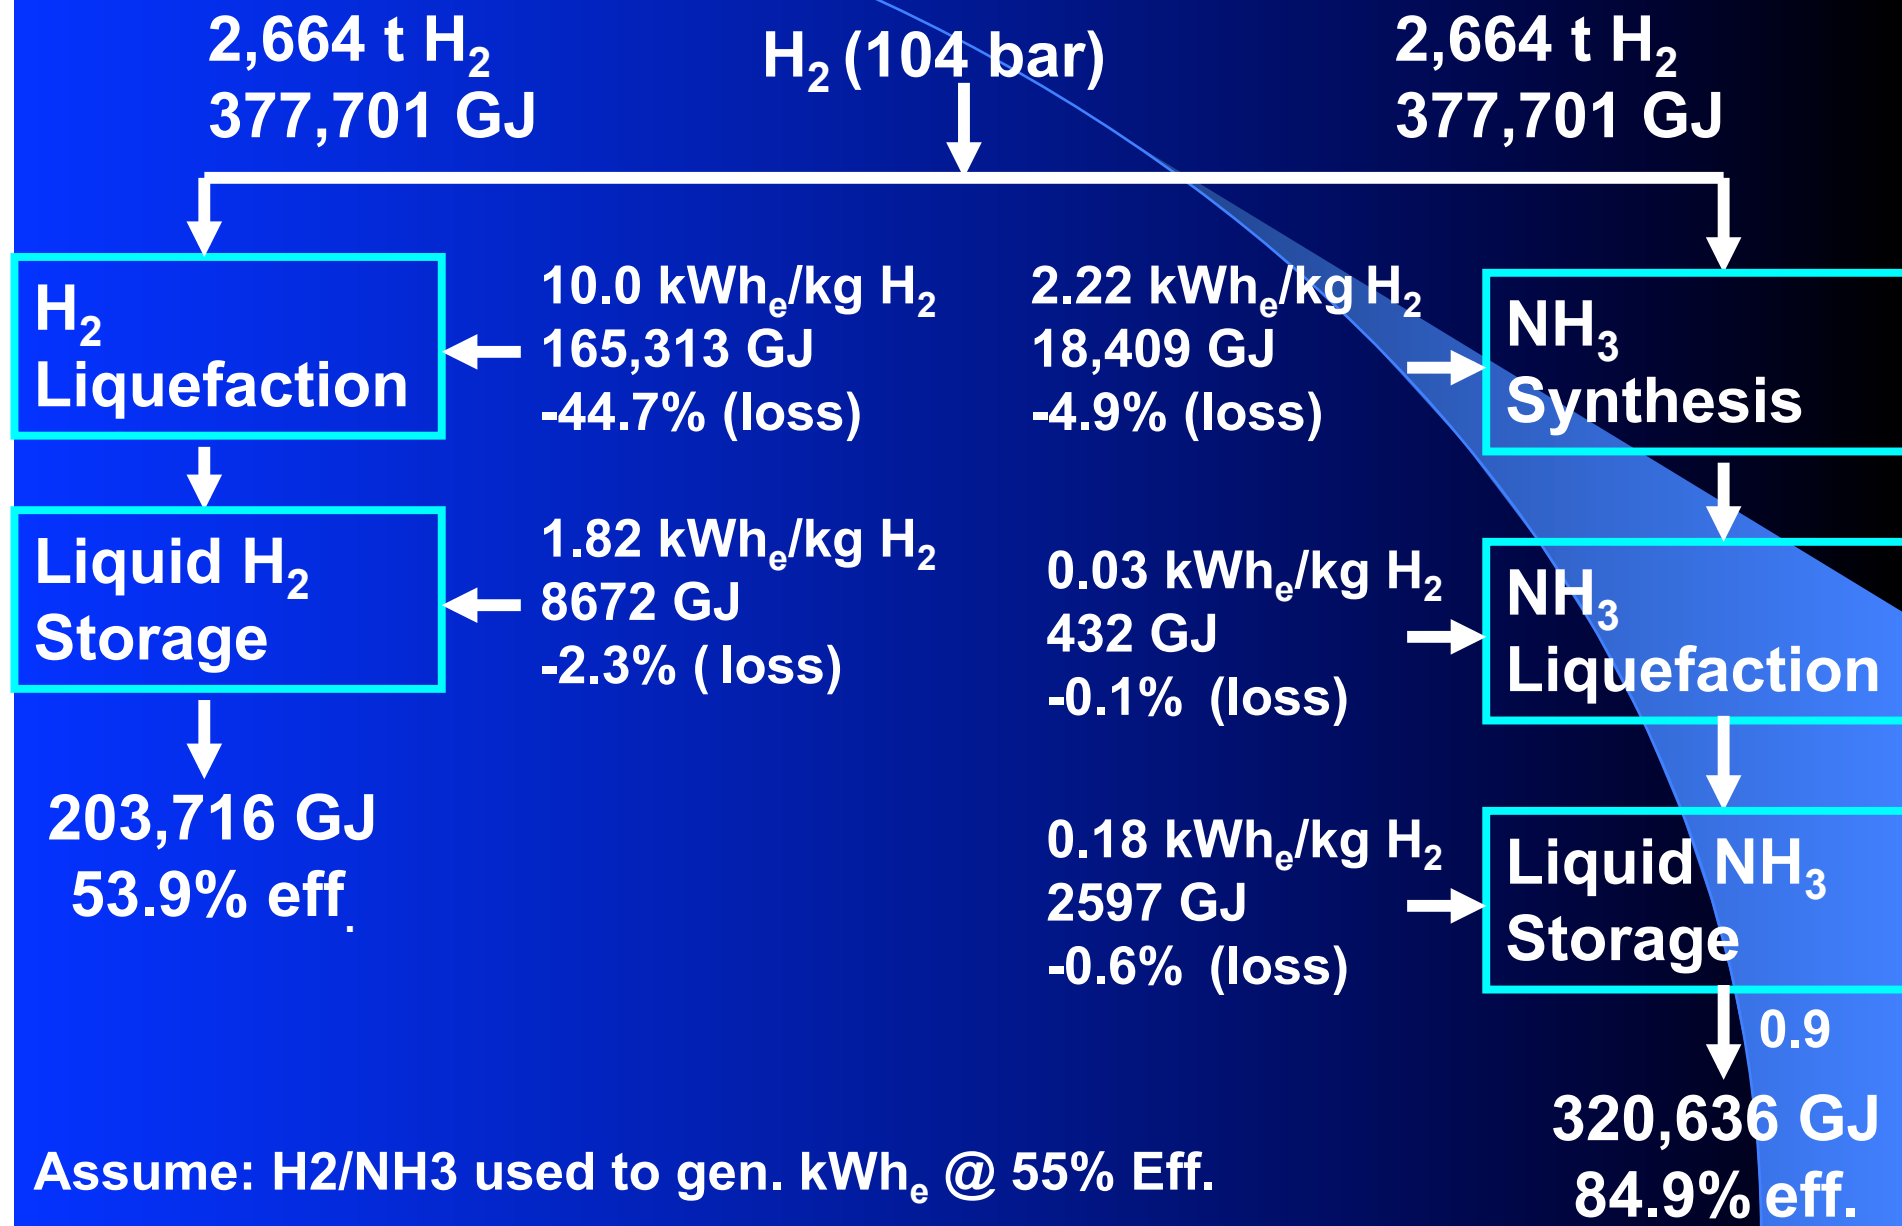 2,664 t H₂
377,701 GJ
H₂ (104 bar)
2,664 t H₂
377,701 GJ
H₂
Liquefaction
10.0 kWhₑ/kg H₂
165,313 GJ
-44.7% (loss)
2.22 kWhₑ/kg H₂
18,409 GJ
-4.9% (loss)
NH₃
Synthesis
Liquid H₂
Storage
1.82 kWhₑ/kg H₂
8672 GJ
-2.3% ( loss)
0.03 kWhₑ/kg H₂
432 GJ
-0.1% (loss)
NH₃
Liquefaction
203,716 GJ
53.9% eff.
0.18 kWhₑ/kg H₂
2597 GJ
-0.6% (loss)
Liquid NH₃
Storage
0.9
320,636 GJ
84.9% eff.
Assume: H2/NH3 used to gen. kWhₑ @ 55% Eff.